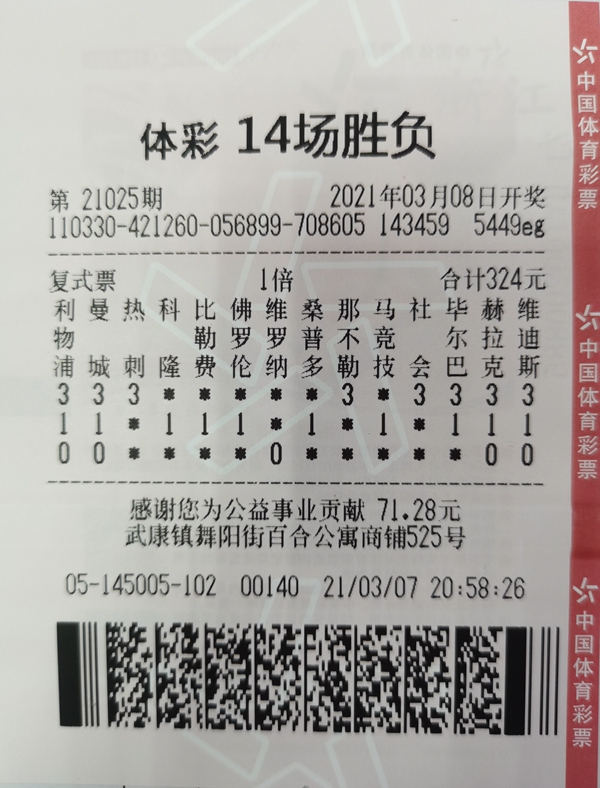 体彩 14场胜负
第 21025期 2021年03月08日开奖
110330-421260-056899-708605 143459 5449eg
复式票 1倍 合计324元
利 曼 热 科 比 佛 维 桑 那 马 社 毕 赫 维
物 勒 罗 罗 普 不 竞 尔 拉 迪
浦 城 刺 隆 费 伦 纳 多 勒 技 会 巴 克 斯
3 3 3 * * * * * 3 * 3 3 3 3
1 1 * 1 1 1 * 1 * 1 * 1 1 1
0 0 * * * * 0 * * * * * 0 0
感谢您为公益事业贡献 71.28元
武康镇舞阳街百合公寓商铺525号
05-145005-102 00140 21/03/07 20:58:26
中国体育彩票
中国体育彩票
中国体育彩票